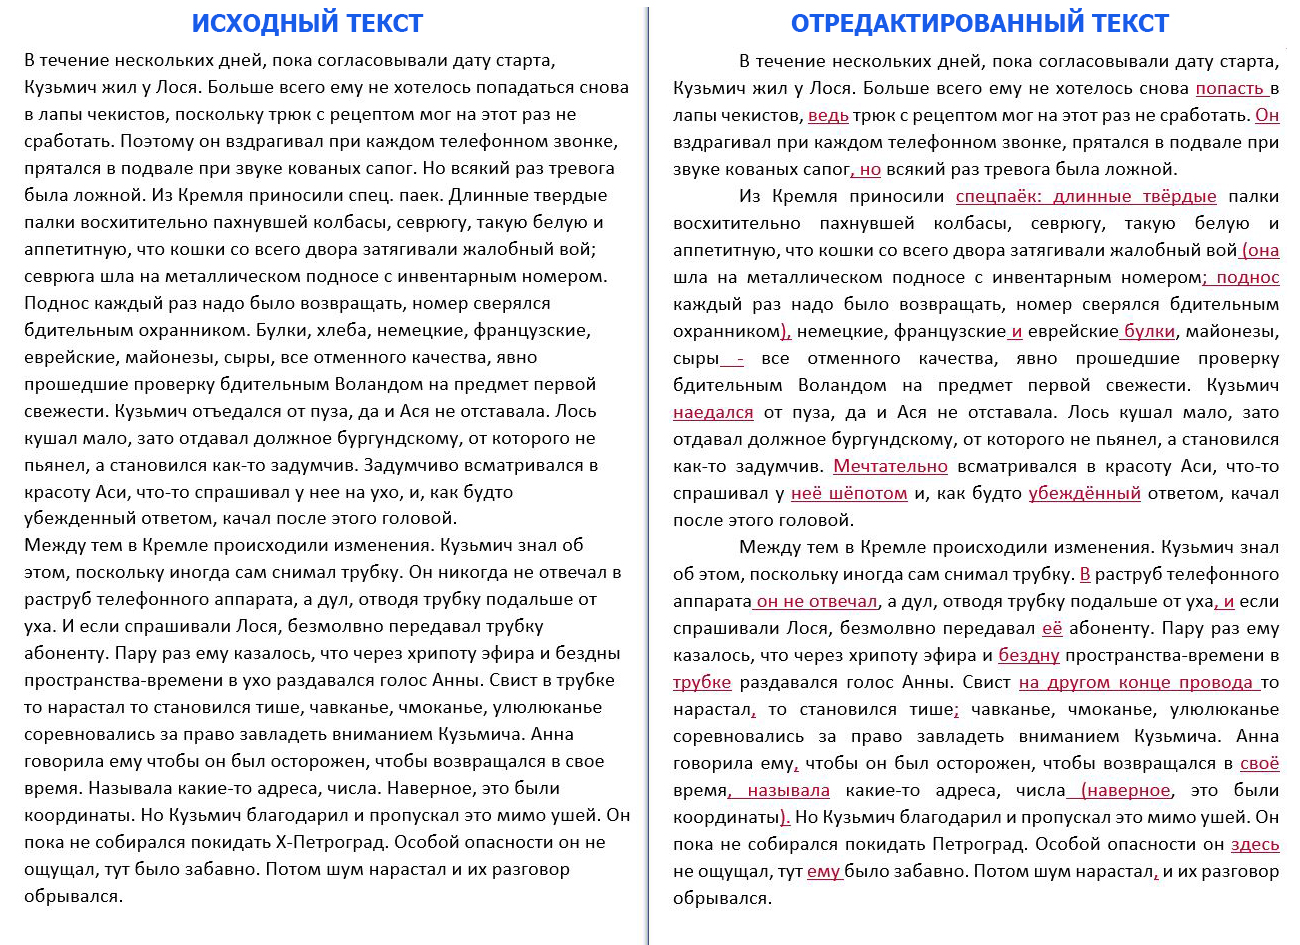 ИСХОДНЫЙ ТЕКСТ
В течение нескольких дней, пока согласовывали дату старта,
Кузьмич жил у Лося. Больше всего ему не хотелось попадаться снова
в лапы чекистов, поскольку трюк с рецептом мог на этот раз не
сработать. Поэтому он вздрагивал при каждом телефонном звонке,
прятался в подвале при звуке кованых сапог. Но всякий раз тревога
была ложной. Из Кремля приносили спец. паек. Длинные твердые
палки восхитительно пахнувшей колбасы, севрюгу, такую белую и
аппетитную, что кошки со всего двора затягивали жалобный вой;
севрюга шла на металлическом подносе с инвентарным номером.
Поднос каждый раз надо было возвращать, номер сверялся
бдительным охранником. Булки, хлеба, немецкие, французские,
еврейские, майонезы, сыры, все отменного качества, явно
прошедшие проверку бдительным Воландом на предмет первой
свежести. Кузьмич отъедался от пуза, да и Ася не отставала. Лось
кушал мало, зато отдавал должное бургундскому, от которого не
пьянел, а становился как-то задумчив. Задумчиво всматривался в
красоту Аси, что-то спрашивал у нее на ухо, и, как будто
убежденный ответом, качал после этого головой.
Между тем в Кремле происходили изменения. Кузьмич знал об
этом, поскольку иногда сам снимал трубку. Он никогда не отвечал в
раструб телефонного аппарата, а дул, отводя трубку подальше от
уха. И если спрашивали Лося, безмолвно передавал трубку
абоненту. Пару раз ему казалось, что через хрипоту эфира и бездны
пространства-времени в ухо раздавался голос Анны. Свист в трубке
то нарастал то становился тише, чавканье, чмоканье, улюлюканье
соревновались за право завладеть вниманием Кузьмича. Анна
говорила ему чтобы он был осторожен, чтобы возвращался в свое
время. Называла какие-то адреса, числа. Наверное, это были
координаты. Но Кузьмич благодарил и пропускал это мимо ушей. Он
пока не собирался покидать Х-Петроград. Особой опасности он не
ощущал, тут было забавно. Потом шум нарастал и их разговор
обрывался.
ОТРЕДАКТИРОВАННЫЙ ТЕКСТ
В течение нескольких дней, пока согласовывали дату старта,
Кузьмич жил у Лося. Больше всего ему не хотелось снова попасть в
лапы чекистов, ведь трюк с рецептом мог на этот раз не сработать. Он
вздрагивал при каждом телефонном звонке, прятался в подвале при
звуке кованых сапог, но всякий раз тревога была ложной.
Из Кремля приносили спецпаёк: длинные твёрдые палки
восхитительно пахнувшей колбасы, севрюгу, такую белую и
аппетитную, что кошки со всего двора затягивали жалобный вой (она
шла на металлическом подносе с инвентарным номером; поднос
каждый раз надо было возвращать, номер сверялся бдительным
охранником), немецкие, французские и еврейские булки, майонезы,
сыры - все отменного качества, явно прошедшие проверку
бдительным Воландом на предмет первой свежести. Кузьмич
наедался от пуза, да и Ася не отставала. Лось кушал мало, зато
отдавал должное бургундскому, от которого не пьянел, а становился
как-то задумчив. Мечтательно всматривался в красоту Аси, что-то
спрашивал у неё шёпотом и, как будто убеждённый ответом, качал
после этого головой.
Между тем в Кремле происходили изменения. Кузьмич знал
об этом, поскольку иногда сам снимал трубку. В раструб телефонного
аппарата он не отвечал, а дул, отводя трубку подальше от уха, и если
спрашивали Лося, безмолвно передавал её абоненту. Пару раз ему
казалось, что через хрипоту эфира и бездну пространства-времени в
трубке раздавался голос Анны. Свист на другом конце провода то
нарастал, то становился тише; чавканье, чмоканье, улюлюканье
соревновались за право завладеть вниманием Кузьмича. Анна
говорила ему, чтобы он был осторожен, чтобы возвращался в своё
время, называла какие-то адреса, числа (наверное, это были
координаты). Но Кузьмич благодарил и пропускал это мимо ушей. Он
пока не собирался покидать Петроград. Особой опасности он здесь
не ощущал, тут ему было забавно. Потом шум нарастал, и их разговор
обрывался.